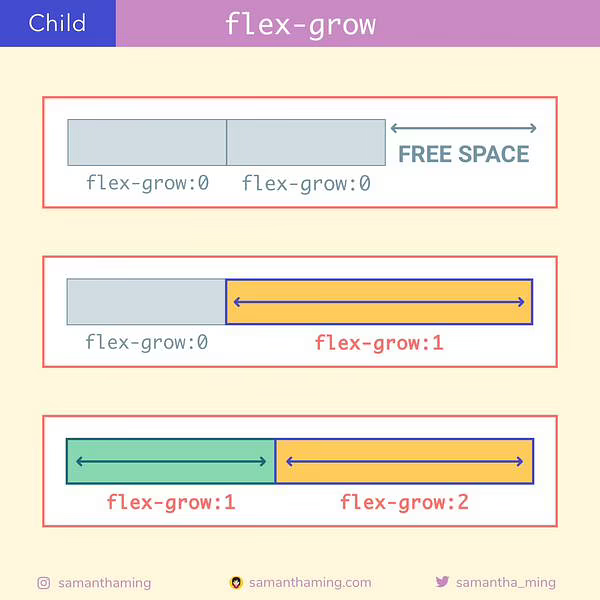 Child
flex-grow
FREE SPACE
flex-grow:0 flex-grow:0
flex-grow:0 flex-grow:1
flex-grow:1 flex-grow:2
samanthaming samanthaming.com samantha_ming